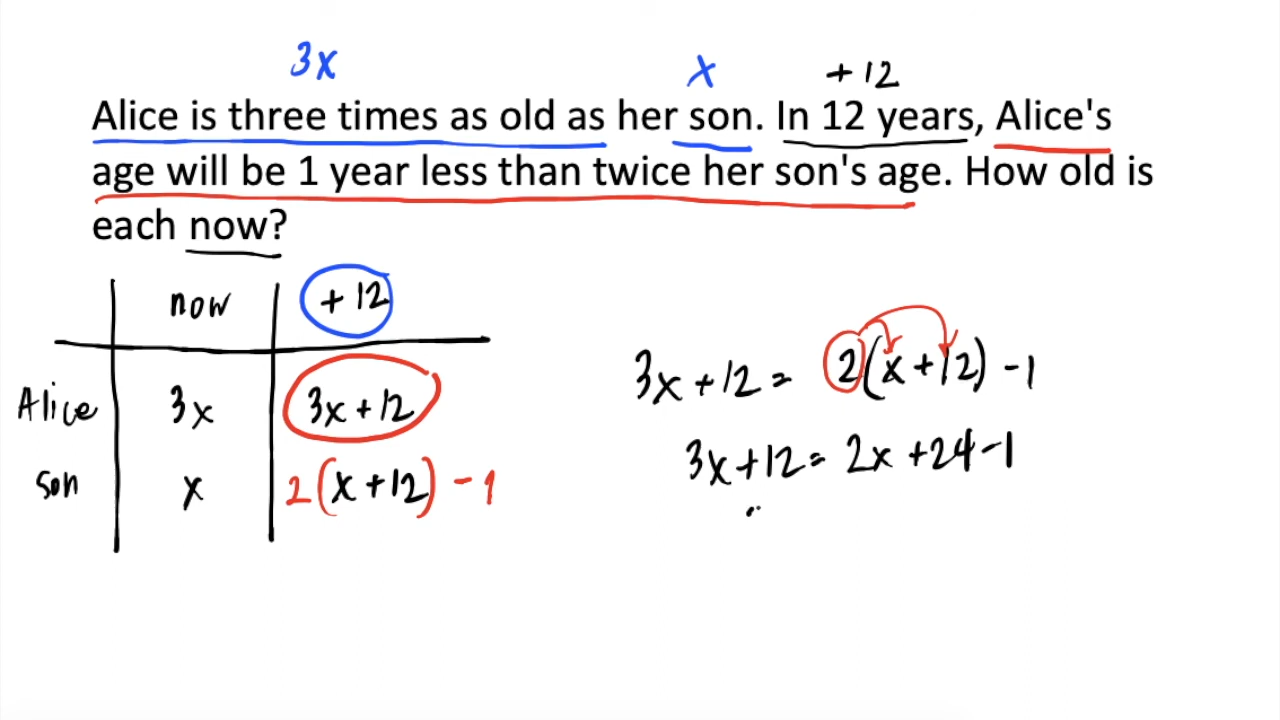 3x x +12
Alice is three times as old as her son. In 12 years, Alice's
age will be 1 year less than twice her son's age. How old is
each now?
now +12
Alice 3x 3x+12
son x 2(x+12) -1
3x+12= 2(x+12) -1
3x+12= 2x+24-1